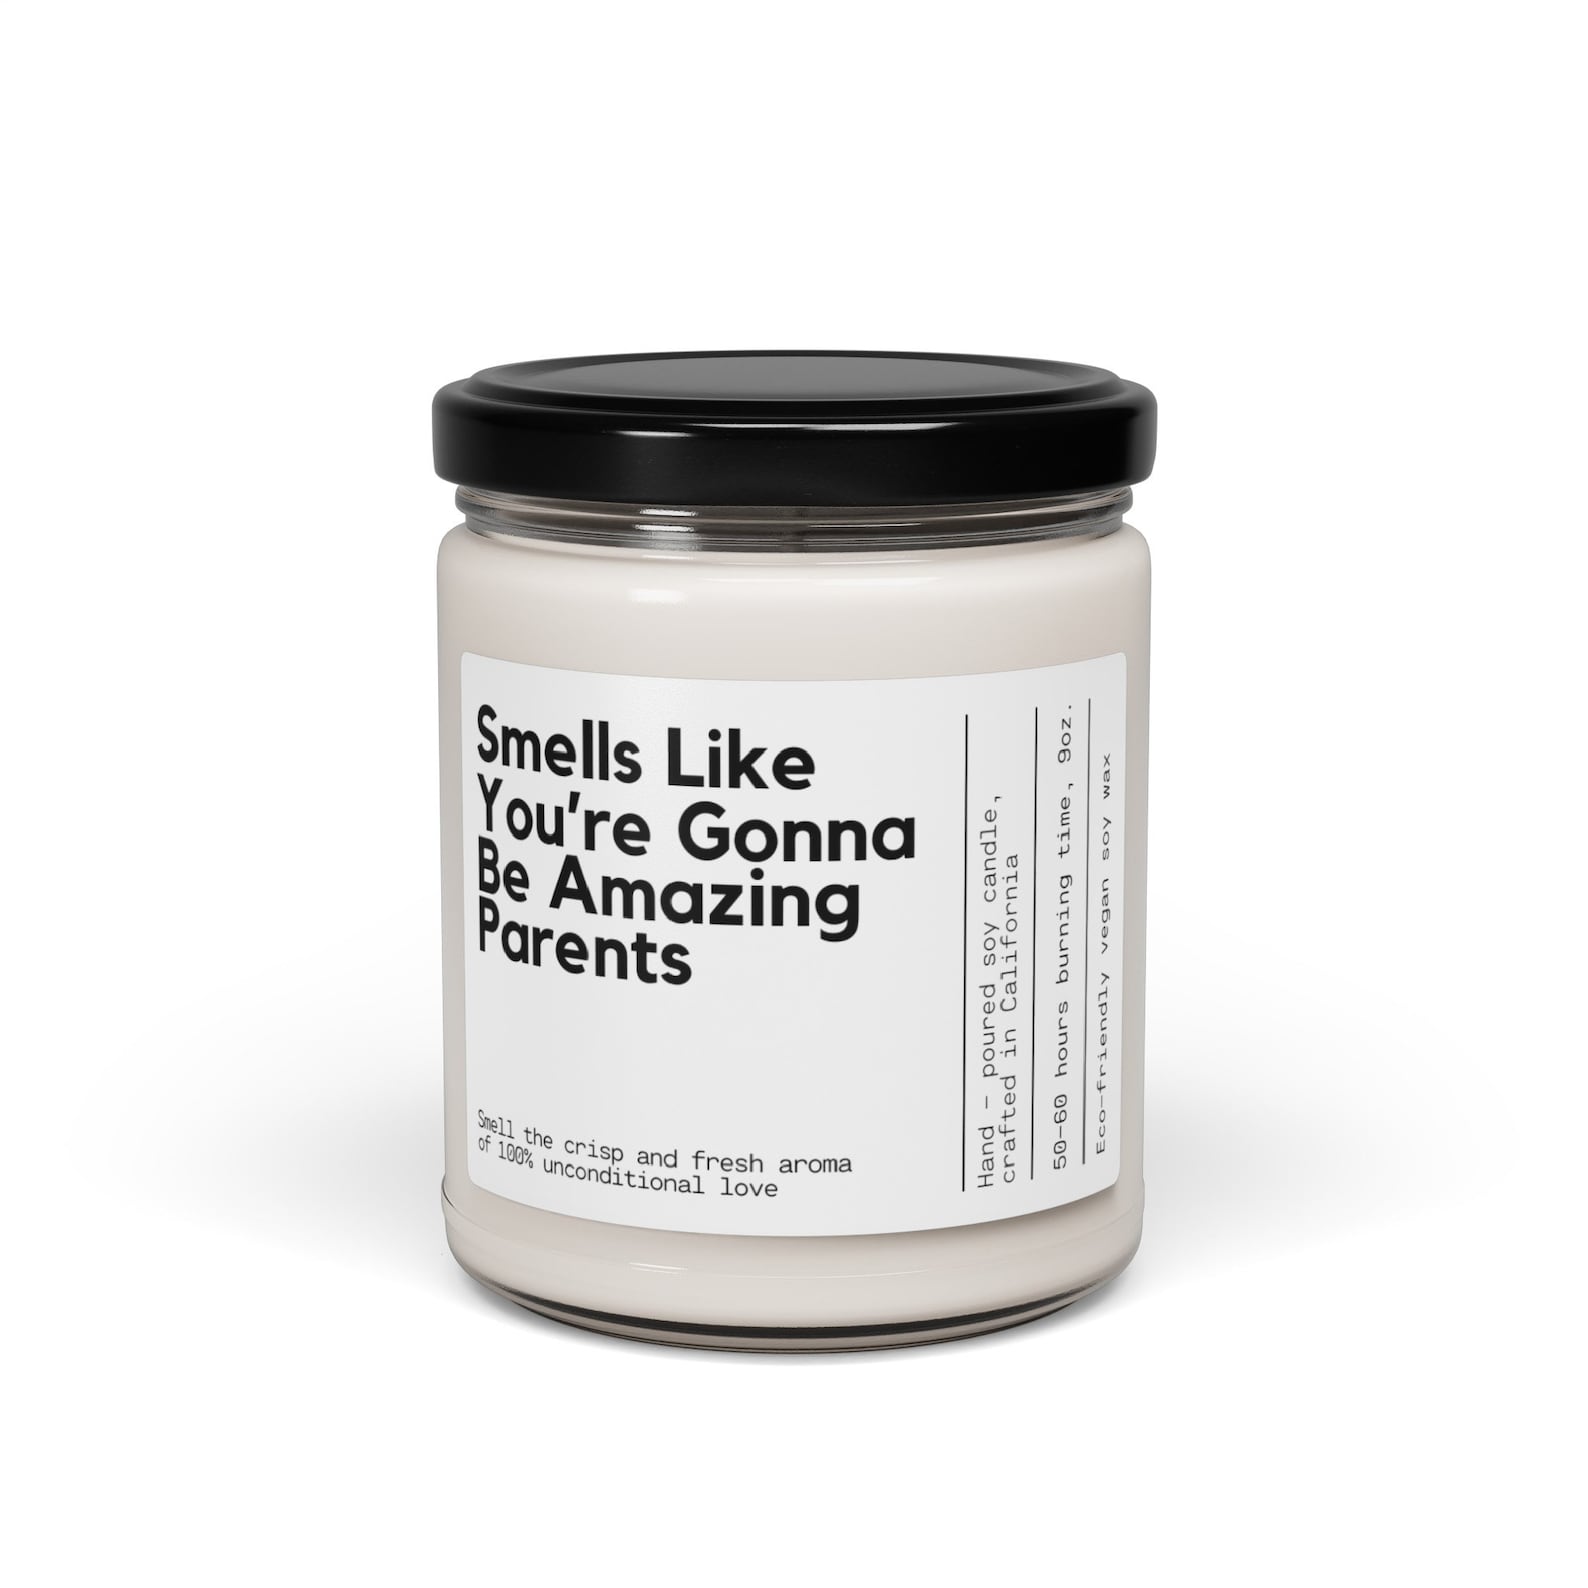 Smells Like
You're Gonna
Be Amazing
Parents
Smell the crisp and fresh aroma
of 100% unconditional love
Hand - poured soy candle,
crafted in California
50-60 hours burning time, 9oz.
Eco-friendly vegan soy wax